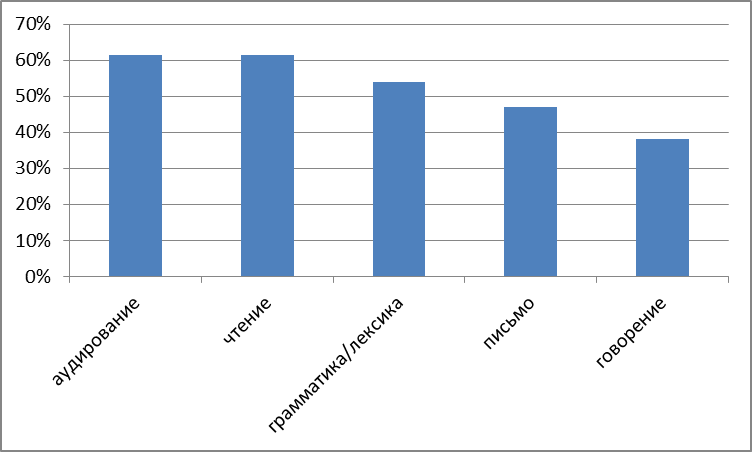 70%
60%
50%
40%
30%
20%
10%
0%
аудирование
чтение
грамматика/лексика
письмо
говорение